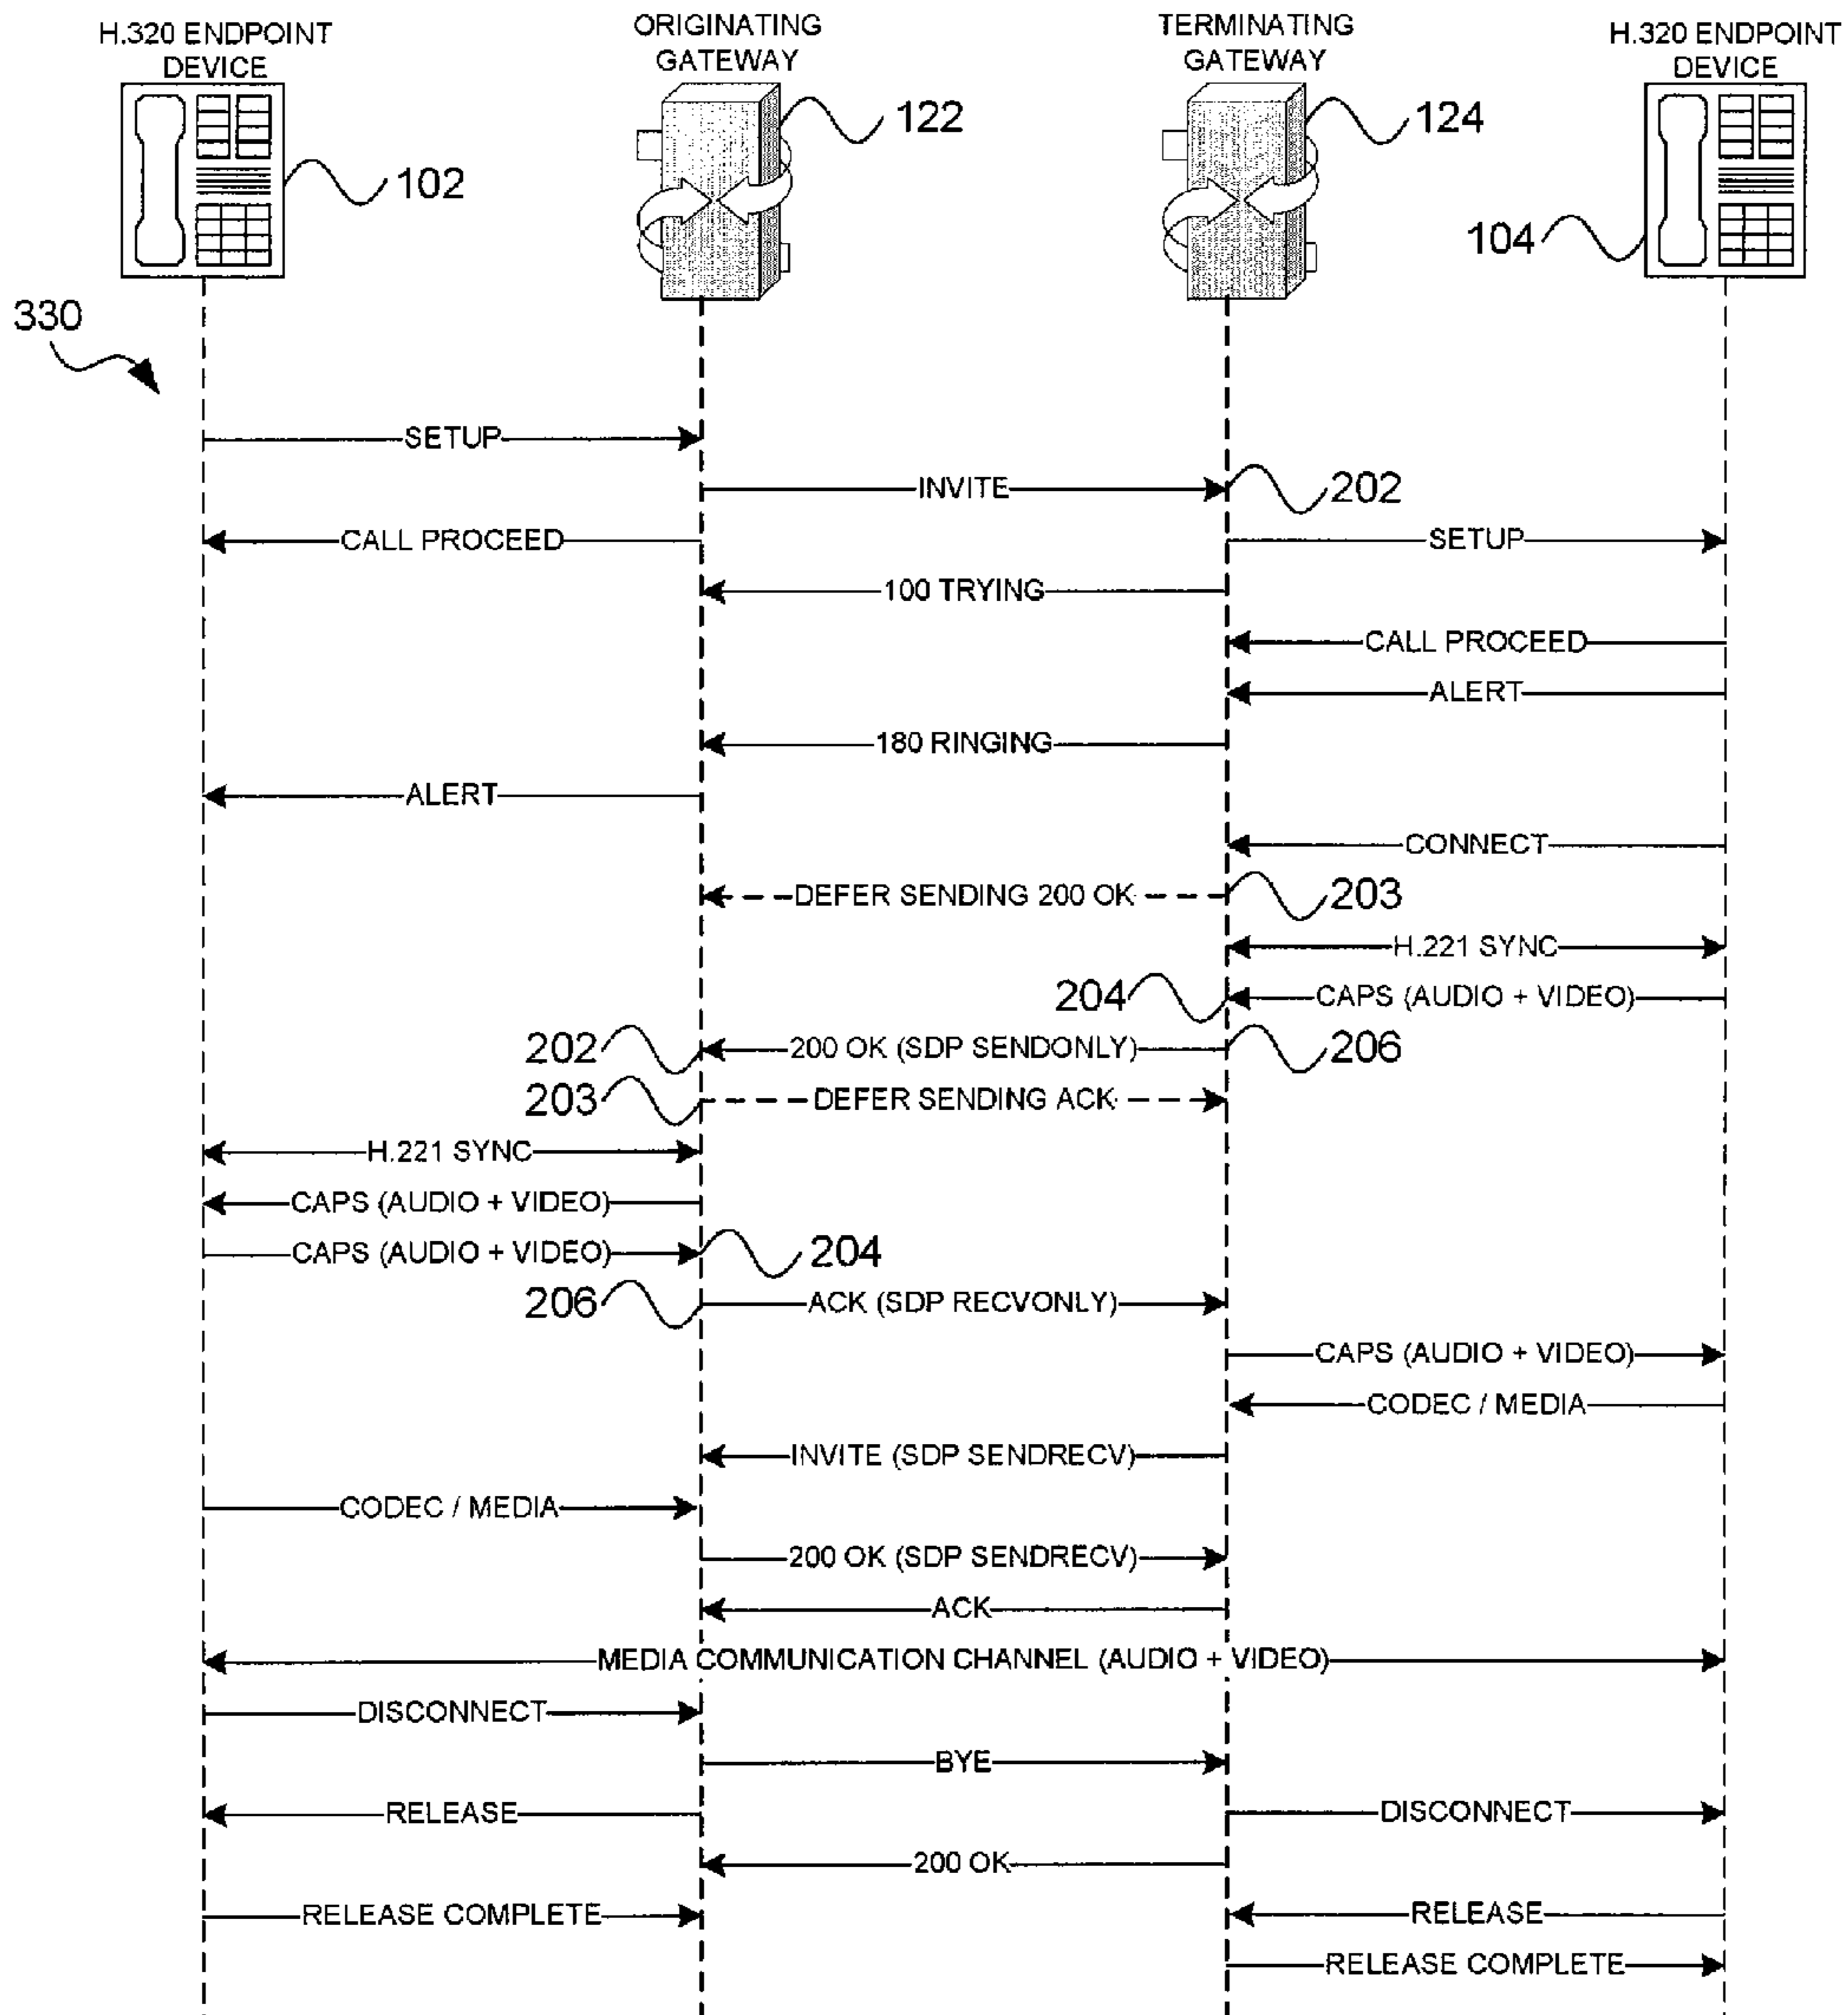 H.320 ENDPOINT
DEVICE
ORIGINATING
GATEWAY
TERMINATING
GATEWAY
H.320 ENDPOINT
DEVICE
122
124
102
104
330
SETUP
INVITE
202
CALL PROCEED
SETUP
100 TRYING
CALL PROCEED
ALERT
180 RINGING
ALERT
CONNECT
DEFER SENDING 200 OK
203
H.221 SYNC
204
CAPS (AUDIO + VIDEO)
202
200 OK (SDP SENDONLY)
206
203
DEFER SENDING ACK
H.221 SYNC
CAPS (AUDIO + VIDEO)
CAPS (AUDIO + VIDEO)
204
206
ACK (SDP RECVONLY)
CAPS (AUDIO + VIDEO)
CODEC / MEDIA
INVITE (SDP SENDRECV)
CODEC / MEDIA
200 OK (SDP SENDRECV)
ACK
MEDIA COMMUNICATION CHANNEL (AUDIO + VIDEO)
DISCONNECT
BYE
RELEASE
DISCONNECT
200 OK
RELEASE COMPLETE
RELEASE
RELEASE COMPLETE